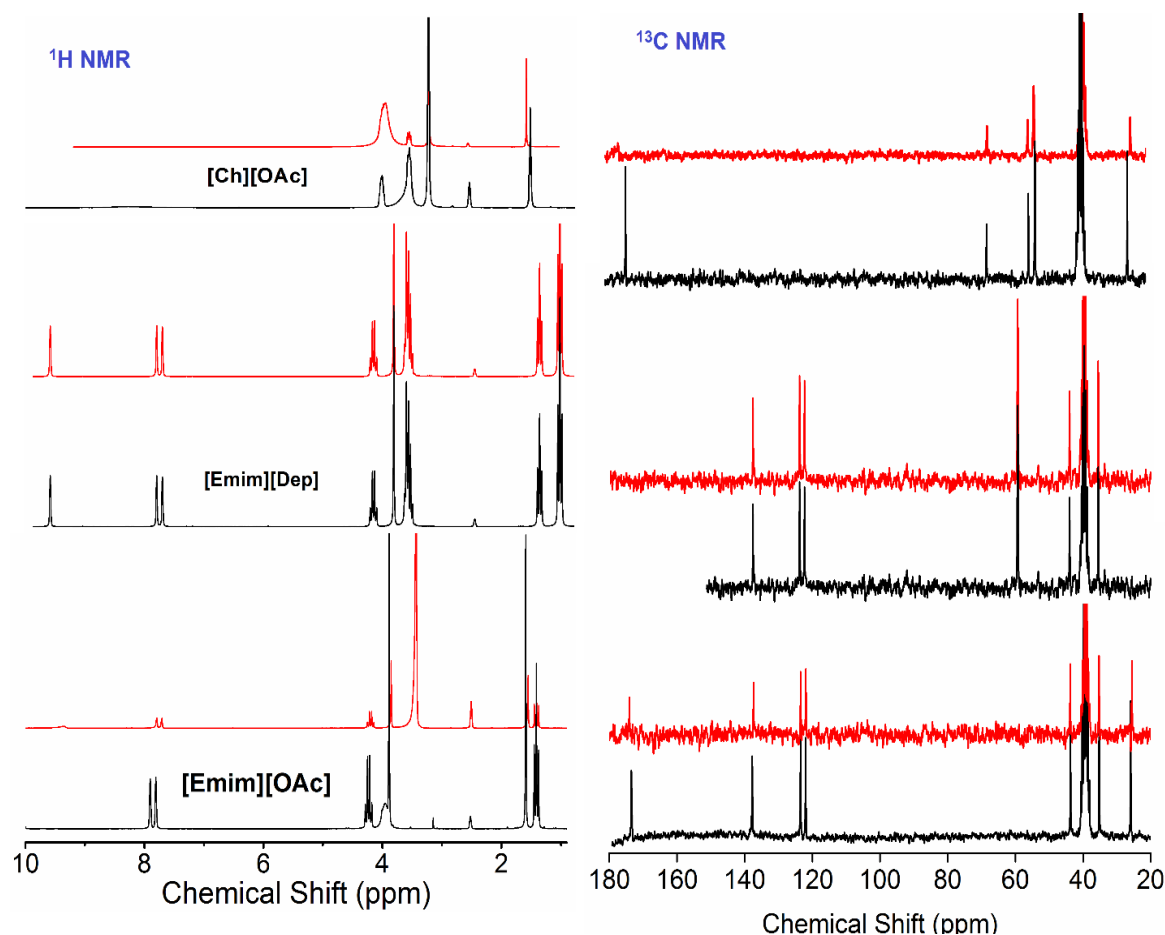 ¹H NMR
[Ch][OAc]
[Emim][Dep]
[Emim][OAc]
10 8 6 4 2
Chemical Shift (ppm)
¹³C NMR
180 160 140 120 100 80 60 40 20
Chemical Shift (ppm)